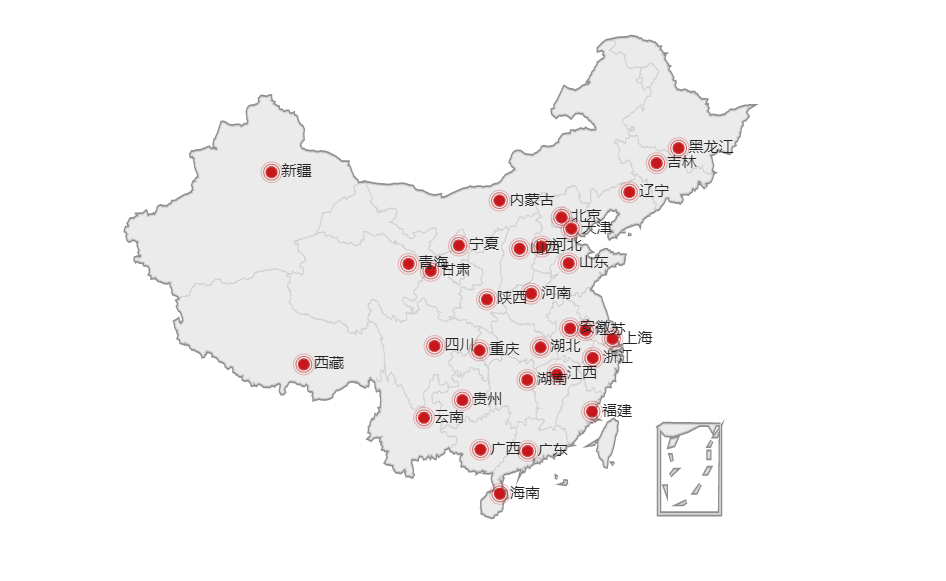 黑龙江
吉林
新疆
辽宁
内蒙古
北京
天津
宁夏
山西
河北
青海
甘肃
山东
陕西
河南
安徽
江苏
上海
四川
重庆
湖北
浙江
西藏
湖南
江西
贵州
福建
云南
广西
广东
海南